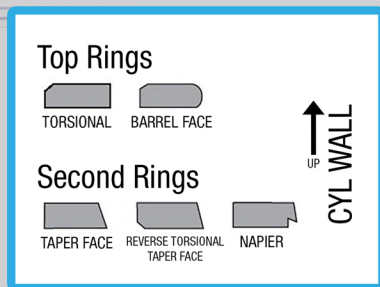 Top Rings
TORSIONAL
BARREL FACE
Second Rings
TAPER FACE
REVERSE TORSIONAL
TAPER FACE
NAPIER
UP
CYL WALL